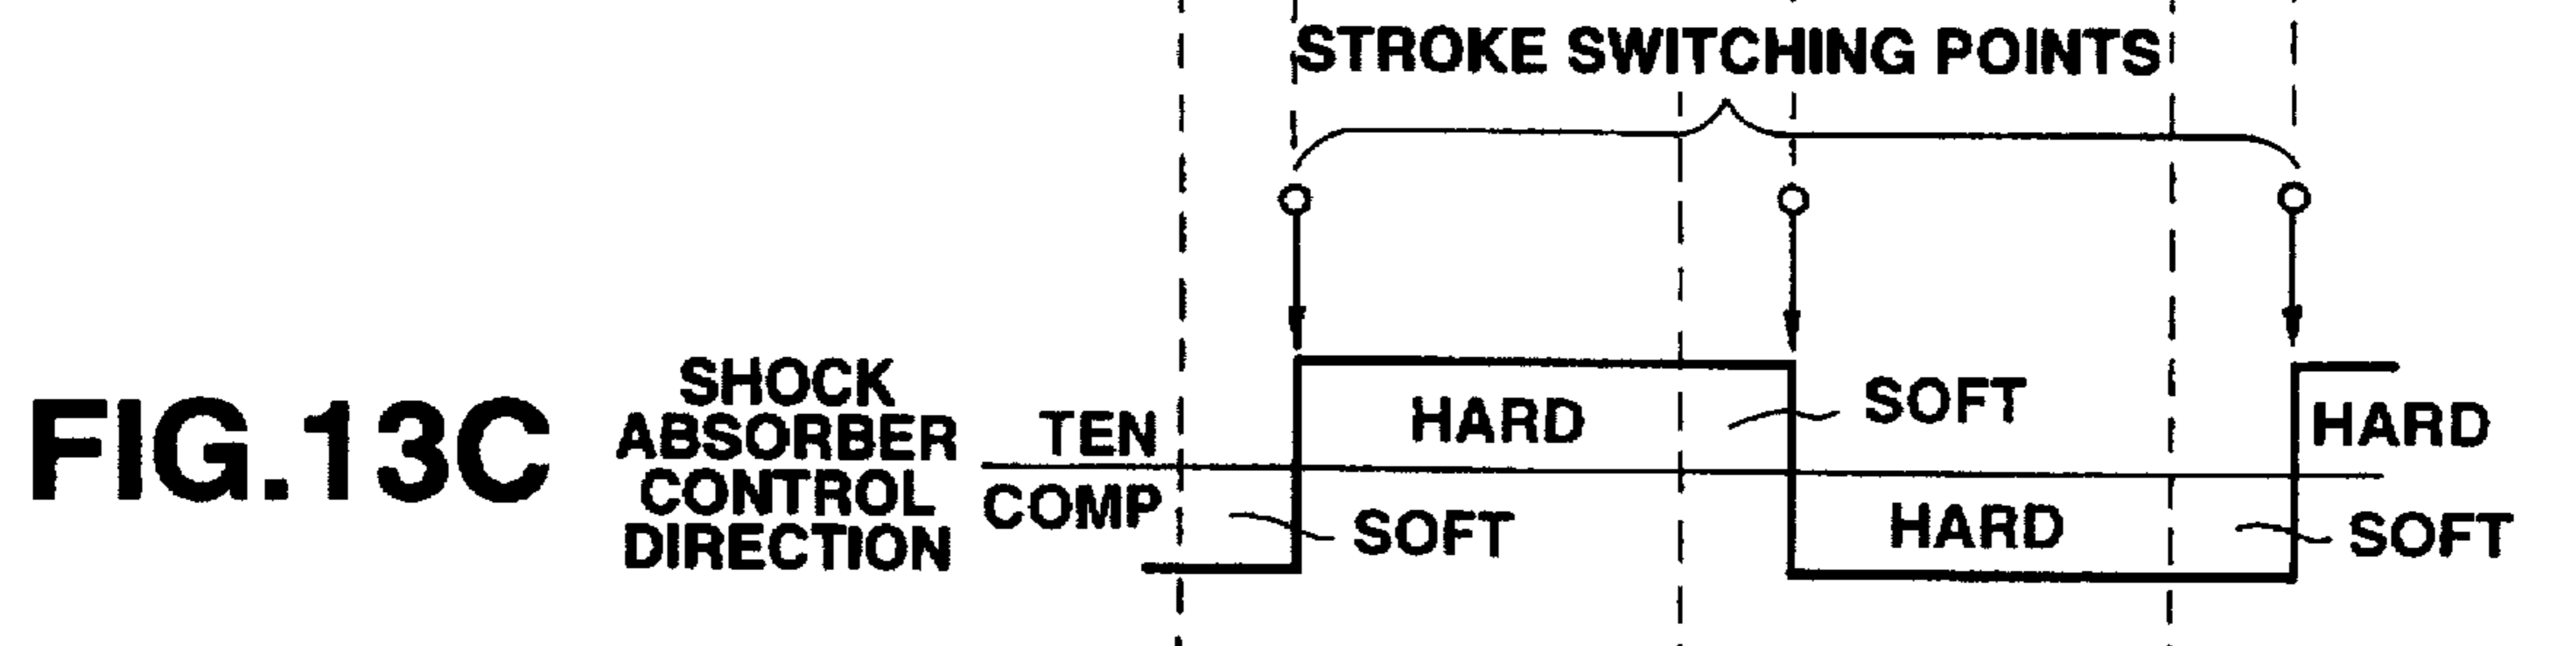 STROKE SWITCHING POINTS
FIG.13C
SHOCK
ABSORBER
CONTROL
DIRECTION
TEN
COMP
HARD
SOFT
HARD
SOFT
HARD
SOFT